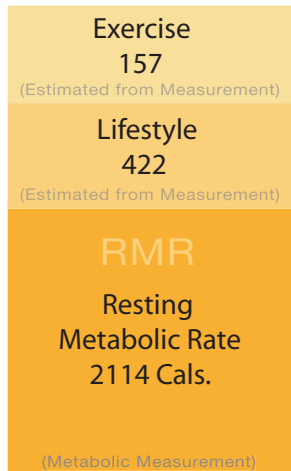 Exercise
157
(Estimated from Measurement)
Lifestyle
422
(Estimated from Measurement)
RMR
Resting
Metabolic Rate
2114 Cals.
(Metabolic Measurement)